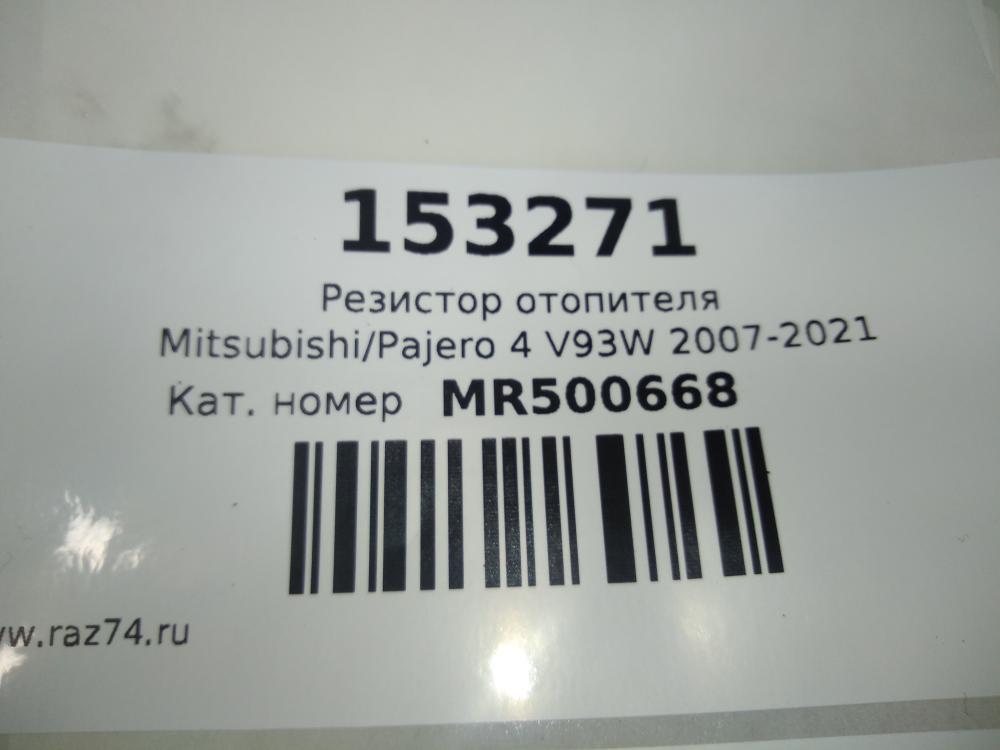 153271
Резистор отопителя
Mitsubishi/Pajero 4 V93W 2007-2021
Кат. номер MR500668
w.raz74.ru